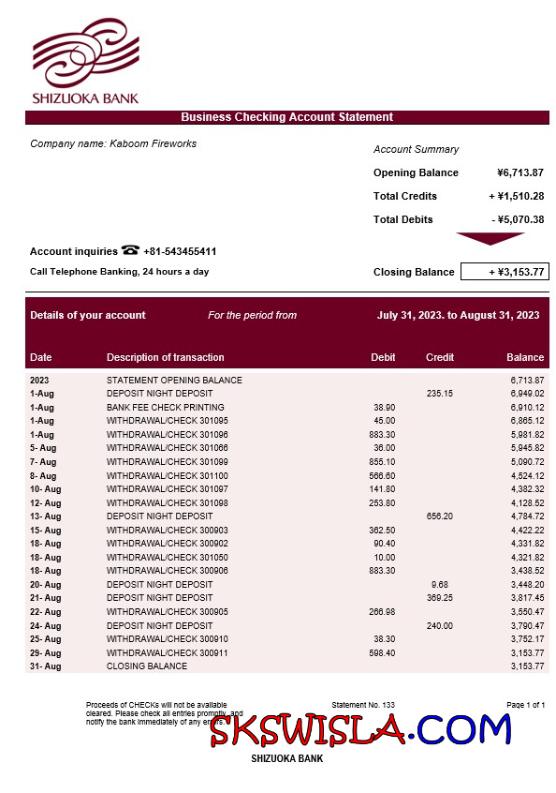 SHIZUOKA BANK
Business Checking Account Statement
Company name: Kaboom Fireworks
Account Summary
Opening Balance ¥6,713.87
Total Credits + ¥1,510.28
Total Debits - ¥5,070.38
Account inquiries ☎ +81-543455411
Call Telephone Banking, 24 hours a day
Closing Balance + ¥3,153.77
Details of your account For the period from July 31, 2023. to August 31, 2023
Date Description of transaction Debit Credit Balance
2023 STATEMENT OPENING BALANCE 6,713.87
1-Aug DEPOSIT NIGHT DEPOSIT 235.15 6,949.02
1-Aug BANK FEE CHECK PRINTING 38.90 6,910.12
1-Aug WITHDRAWAL/CHECK 301095 45.00 6,865.12
1-Aug WITHDRAWAL/CHECK 301096 883.30 5,981.82
5- Aug WITHDRAWAL/CHECK 301066 36.00 5,945.82
7- Aug WITHDRAWAL/CHECK 301099 855.10 5,090.72
8- Aug WITHDRAWAL/CHECK 301100 566.60 4,524.12
10- Aug WITHDRAWAL/CHECK 301097 141.80 4,382.32
12- Aug WITHDRAWAL/CHECK 301098 253.80 4,128.52
13- Aug DEPOSIT NIGHT DEPOSIT 656.20 4,784.72
15- Aug WITHDRAWAL/CHECK 300903 362.50 4,422.22
18- Aug WITHDRAWAL/CHECK 300902 90.40 4,331.82
18- Aug WITHDRAWAL/CHECK 301050 10.00 4,321.82
18- Aug WITHDRAWAL/CHECK 300906 883.30 3,438.52
20- Aug DEPOSIT NIGHT DEPOSIT 9.68 3,448.20
21- Aug DEPOSIT NIGHT DEPOSIT 369.25 3,817.45
22- Aug WITHDRAWAL/CHECK 300905 266.98 3,550.47
24- Aug DEPOSIT NIGHT DEPOSIT 240.00 3,790.47
25- Aug WITHDRAWAL/CHECK 300910 38.30 3,752.17
29- Aug WITHDRAWAL/CHECK 300911 598.40 3,153.77
31- Aug CLOSING BALANCE 3,153.77
Proceeds of CHECKs will not be available Statement No. 133 Page 1 of 1
cleared. Please check all entries promptly and
notify the bank immediately of any errors.
SKSWISLA.COM
SHIZUOKA BANK